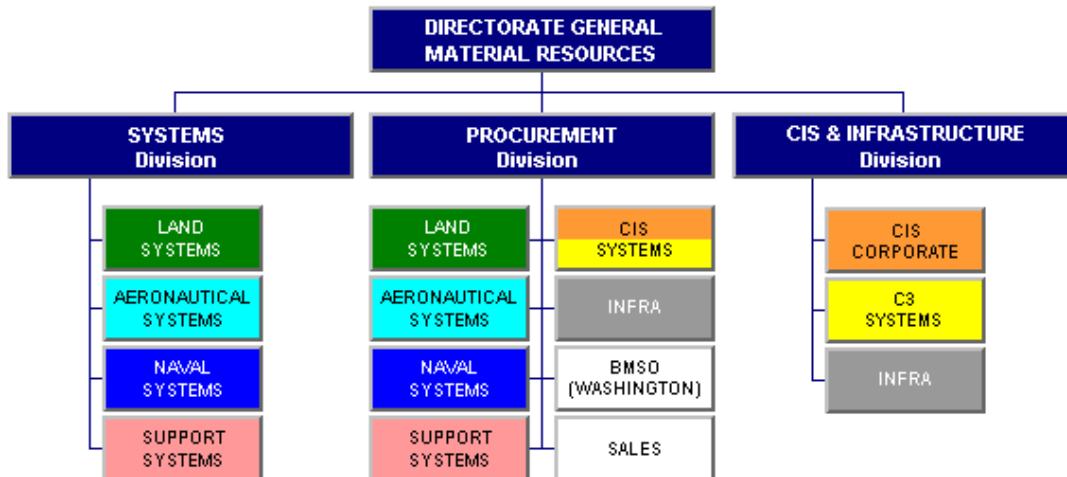 DIRECTORATE GENERAL
MATERIAL RESOURCES
SYSTEMS
Division
PROCUREMENT
Division
CIS & INFRASTRUCTURE
Division
LAND
SYSTEMS
AERONAUTICAL
SYSTEMS
NAVAL
SYSTEMS
SUPPORT
SYSTEMS
LAND
SYSTEMS
AERONAUTICAL
SYSTEMS
NAVAL
SYSTEMS
SUPPORT
SYSTEMS
CIS
SYSTEMS
INFRA
BMSO
(WASHINGTON)
SALES
CIS
CORPORATE
C3
SYSTEMS
INFRA